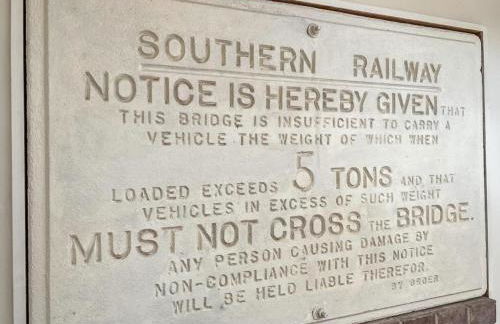 SOUTHERN RAILWAY
NOTICE IS HEREBY GIVEN THAT
THIS BRIDGE IS INSUFFICIENT TO CARRY A
VEHICLE THE WEIGHT OF WHICH WHEN
LOADED EXCEEDS 5 TONS AND THAT
VEHICLES IN EXCESS OF SUCH WEIGHT
MUST NOT CROSS THE BRIDGE.
ANY PERSON CAUSING DAMAGE BY
NON-COMPLIANCE WITH THIS NOTICE
WILL BE HELD LIABLE THEREFOR.
BY ORDER